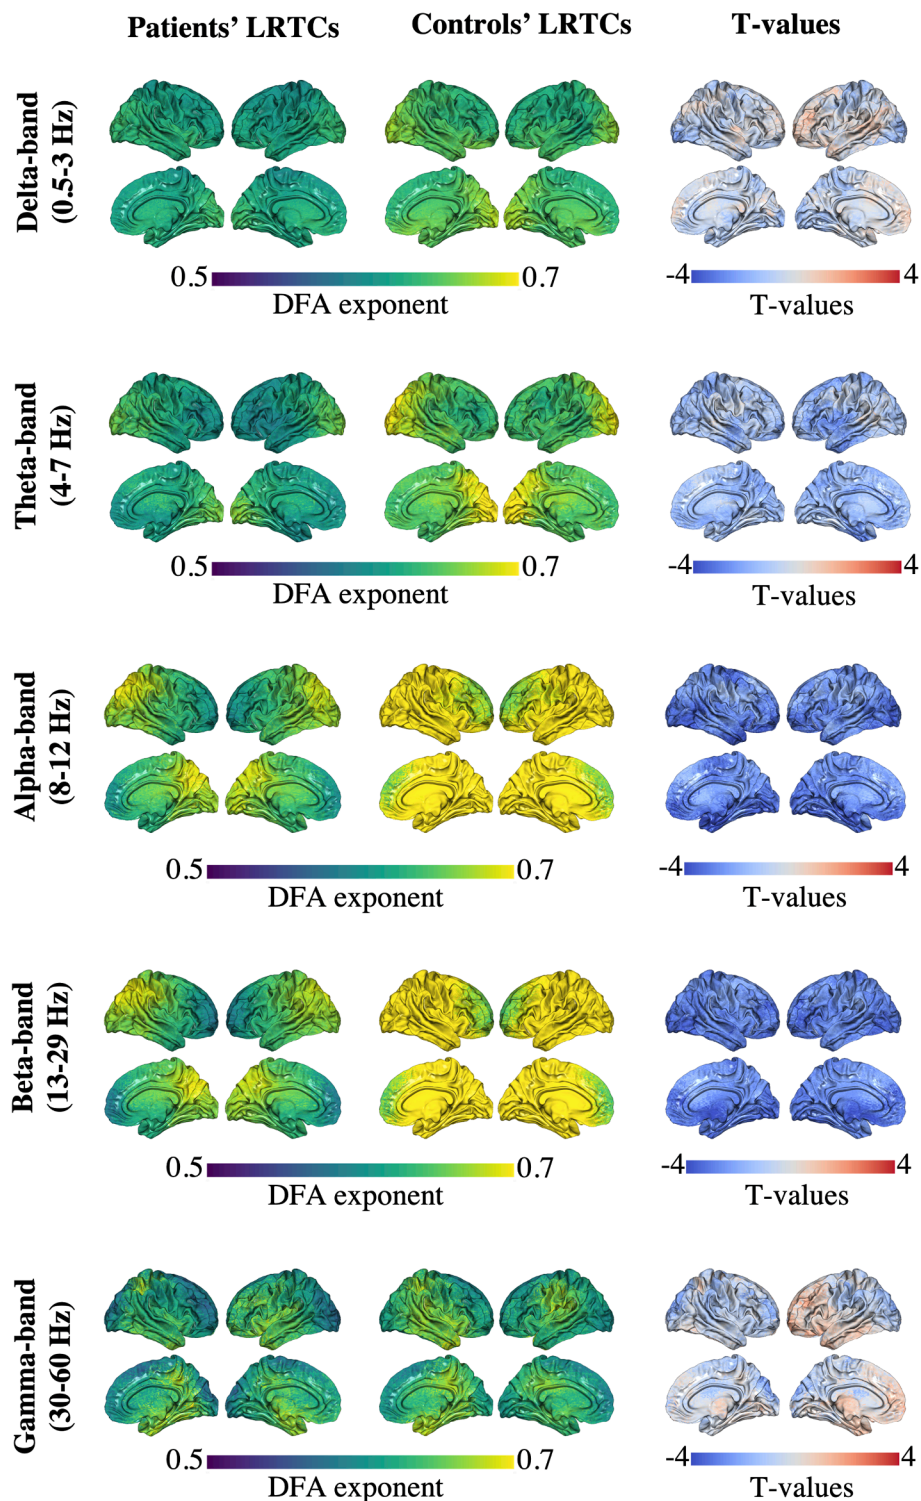 Patients’ LRTCs Controls’ LRTCs T-values
Delta-band
(0.5-3 Hz)
0.5 0.7 -4 4
DFA exponent T-values
Theta-band
(4-7 Hz)
0.5 0.7 -4 4
DFA exponent T-values
Alpha-band
(8-12 Hz)
0.5 0.7 -4 4
DFA exponent T-values
Beta-band
(13-29 Hz)
0.5 0.7 -4 4
DFA exponent T-values
Gamma-band
(30-60 Hz)
0.5 0.7 -4 4
DFA exponent T-values